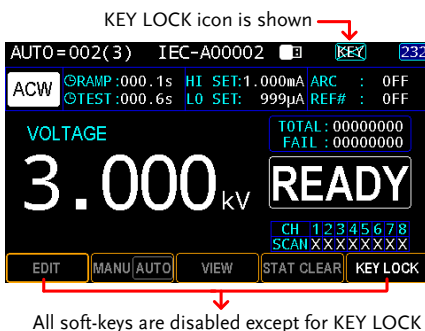 KEY LOCK icon is shown
AUTO=002(3) IEC-A00002 KEY 232
ACW RAMP:000.1s HI SET:1.000mA ARC : OFF
TEST:000.6s LO SET: 999µA REF# : OFF
VOLTAGE
TOTAL:00000000
FAIL:00000000
3.000kV
READY
CH 12345678
SCAN XXXXXXXX
EDIT MANU AUTO VIEW STAT CLEAR KEY LOCK
All soft-keys are disabled except for KEY LOCK